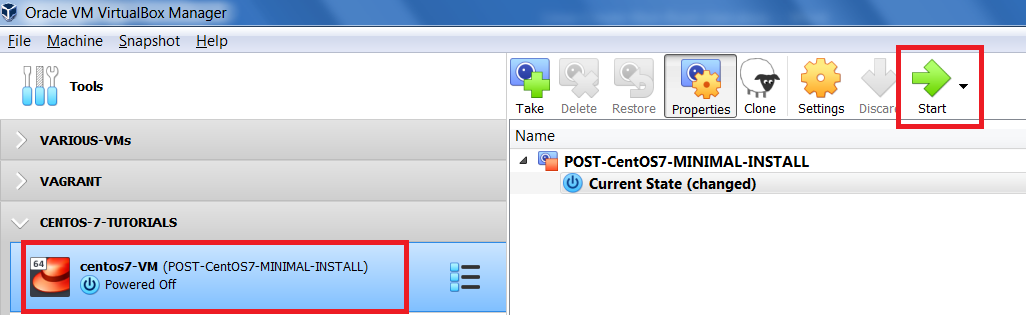 Oracle VM VirtualBox Manager
File Machine Snapshot Help
Tools
Take Delete Restore Properties Clone Settings Discard Start
Name
VARIOUS-VMs
POST-CentOS7-MINIMAL-INSTALL
VAGRANT
Current State (changed)
CENTOS-7-TUTORIALS
64
centos7-VM (POST-CentOS7-MINIMAL-INSTALL)
Powered Off